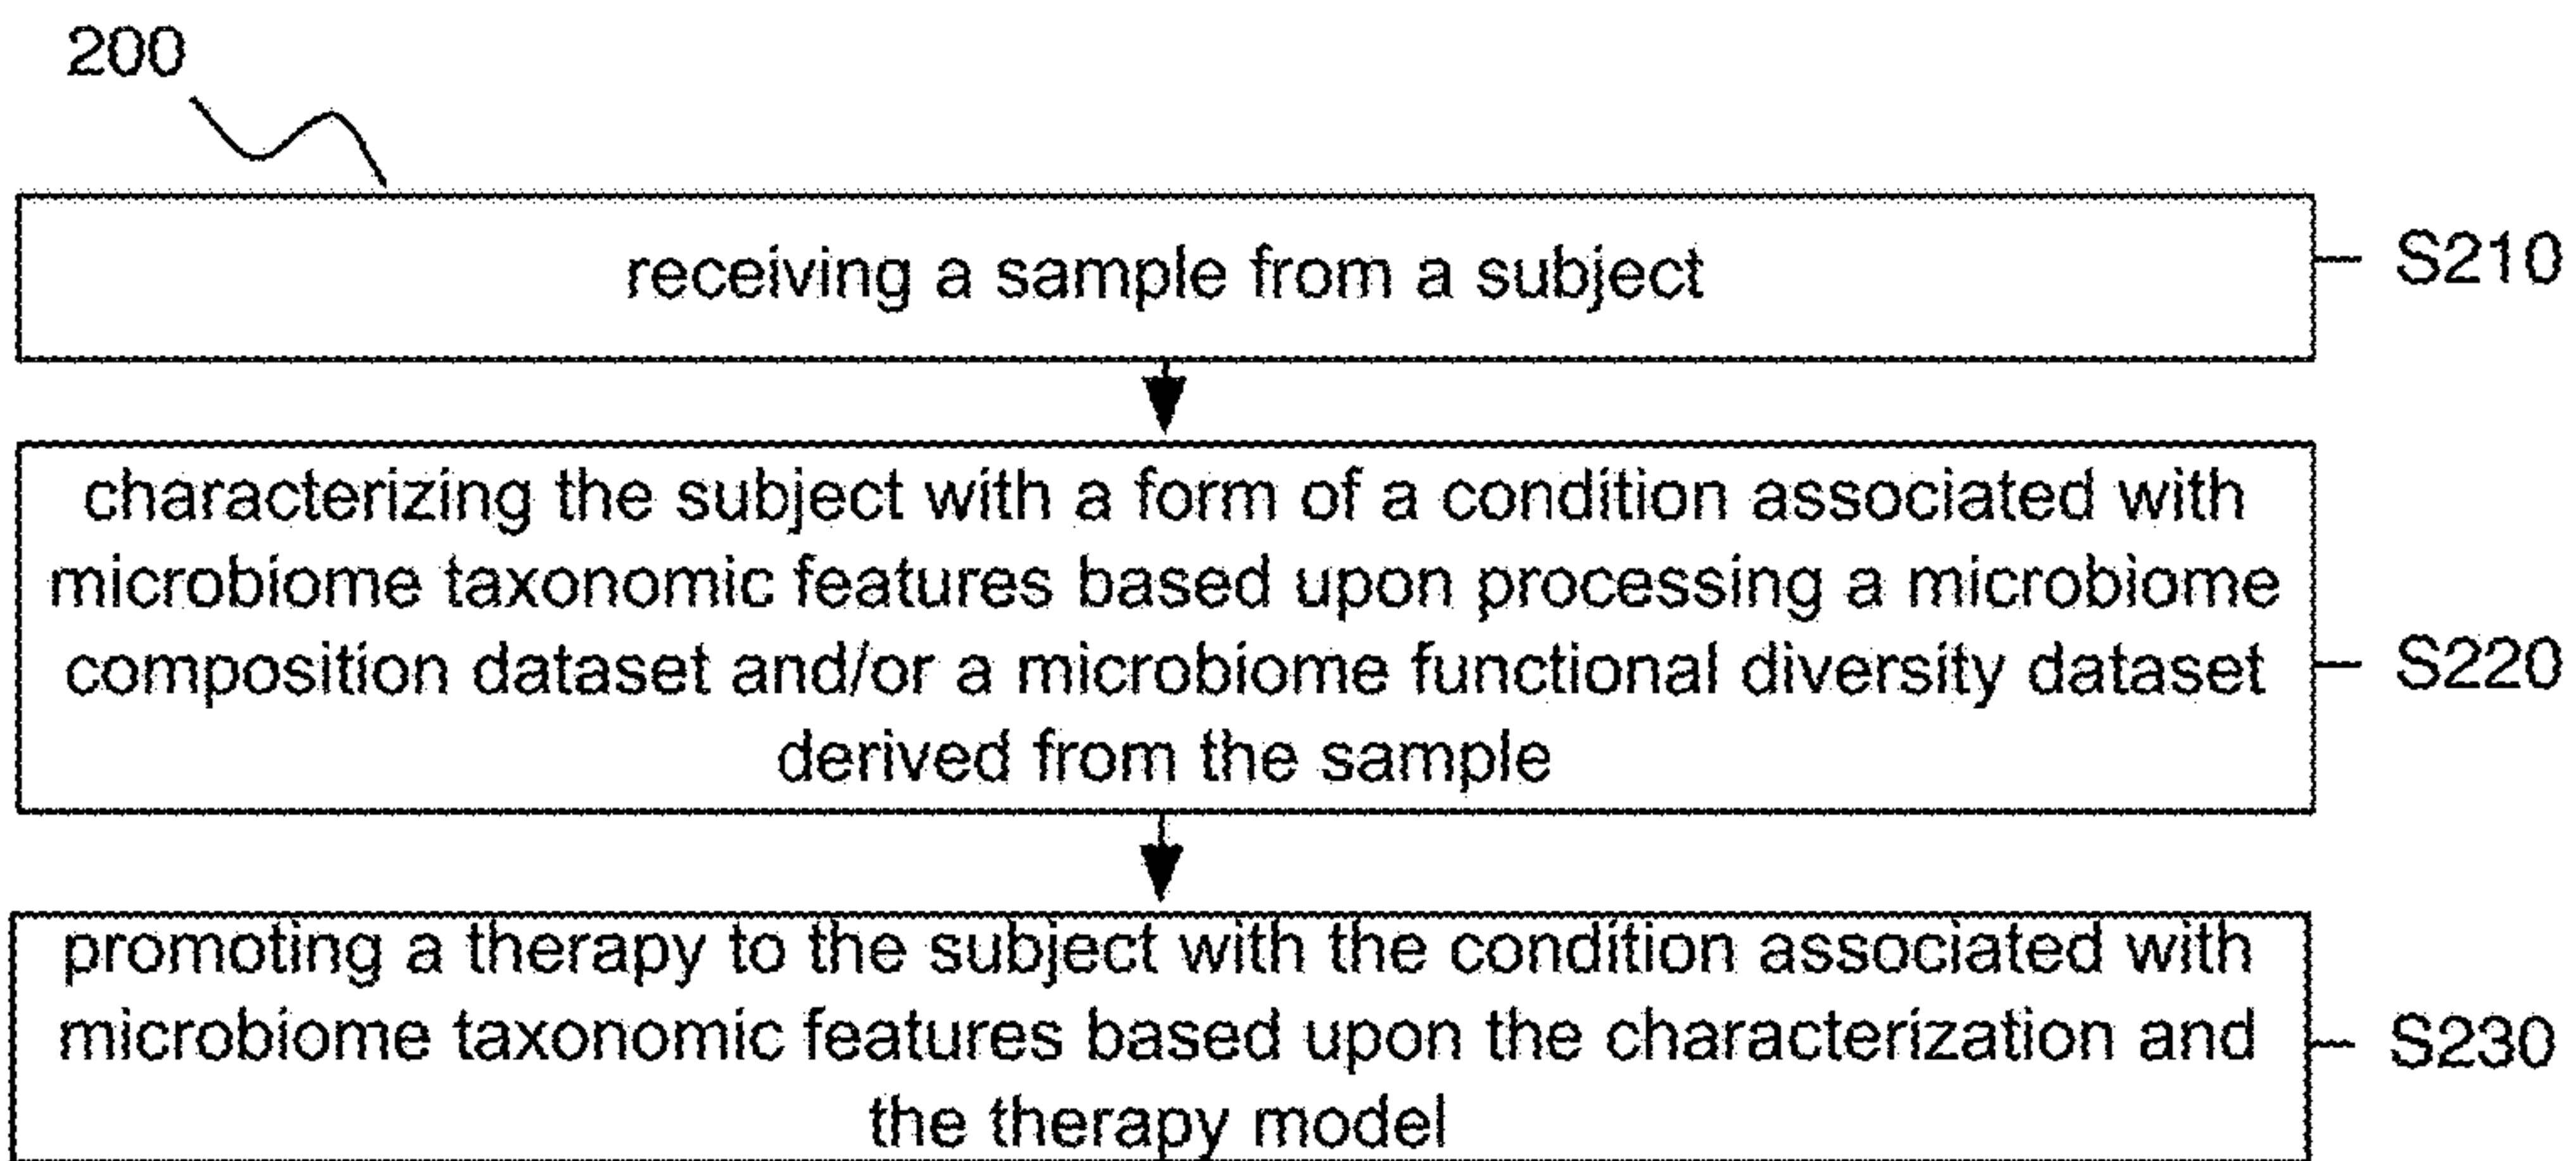 200
receiving a sample from a subject
S210
characterizing the subject with a form of a condition associated with
microbiome taxonomic features based upon processing a microbiome
composition dataset and/or a microbiome functional diversity dataset
S220
derived from the sample
promoting a therapy to the subject with the condition associated with
microbiome taxonomic features based upon the characterization and
S230
the therapy model